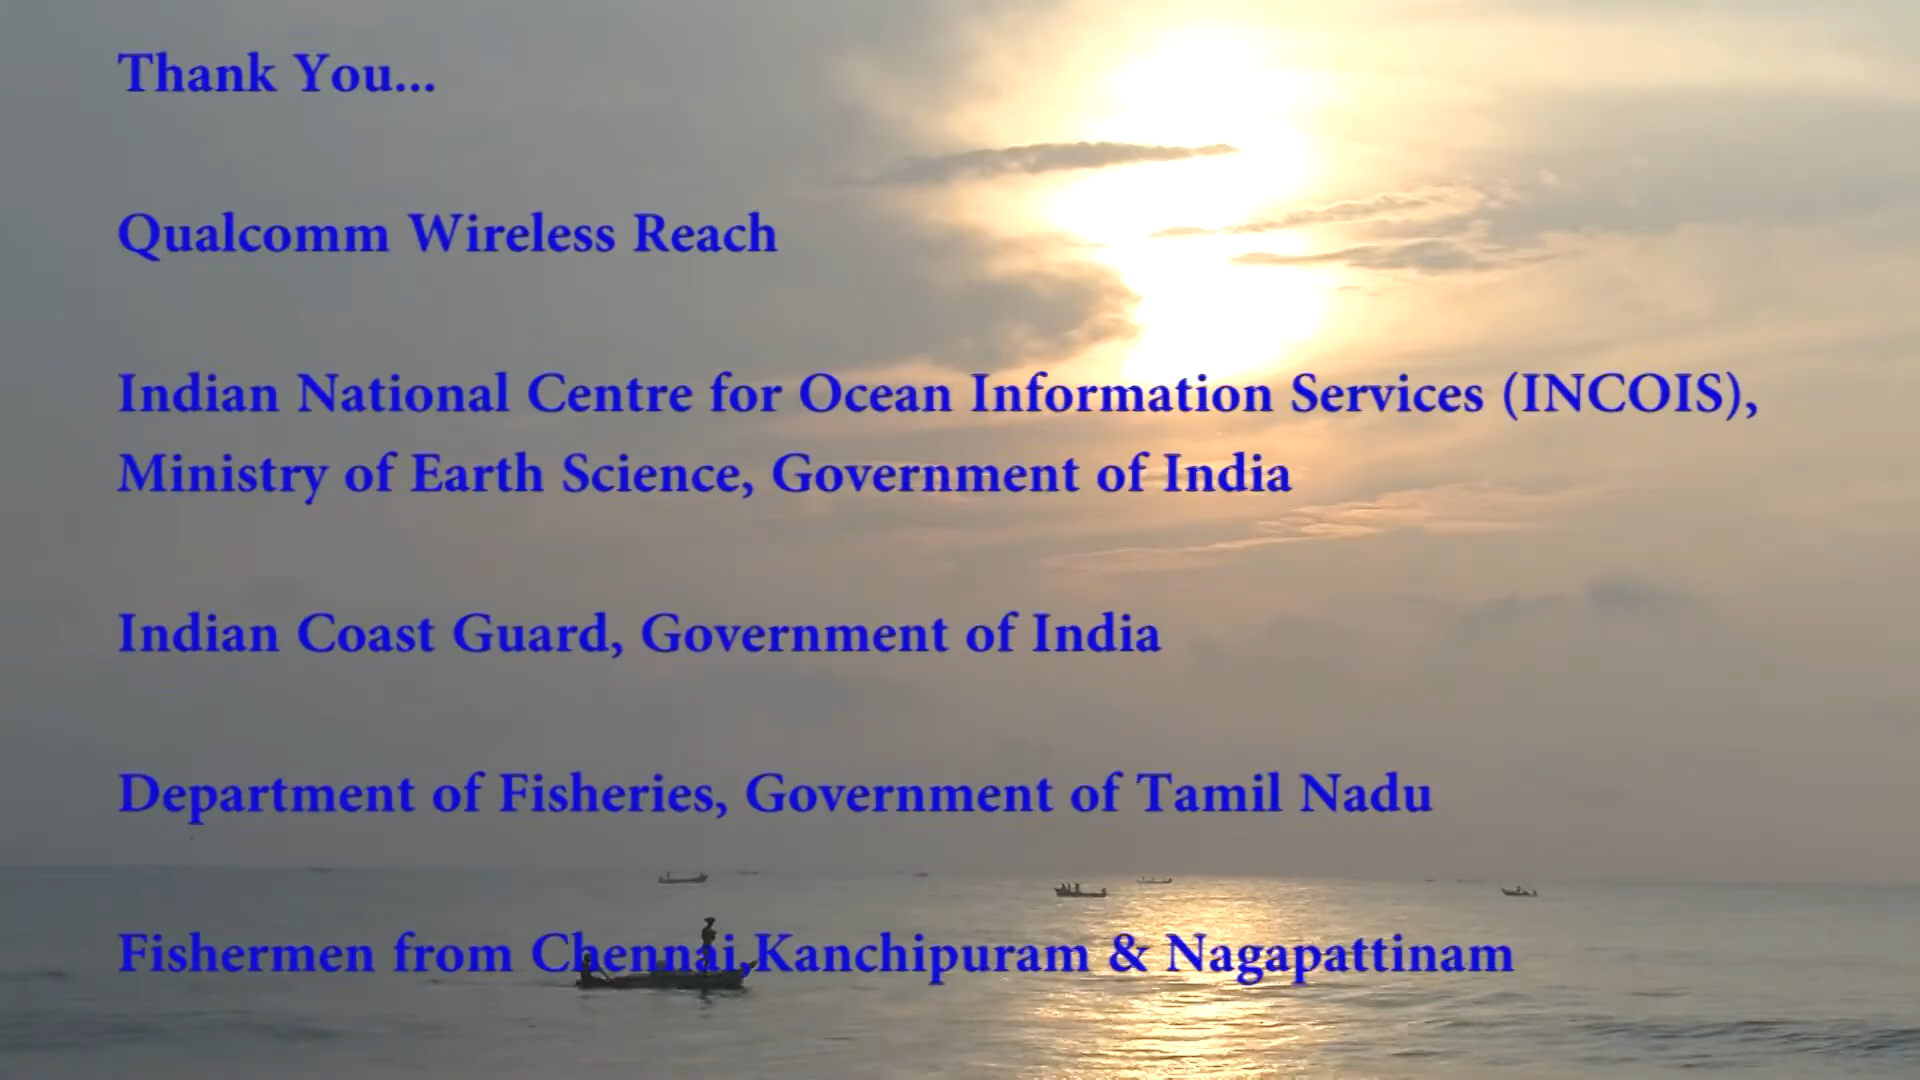 Thank You...
Qualcomm Wireless Reach
Indian National Centre for Ocean Information Services (INCOIS),
Ministry of Earth Science, Government of India
Indian Coast Guard, Government of India
Department of Fisheries, Government of Tamil Nadu
Fishermen from Chennai,Kanchipuram & Nagapattinam